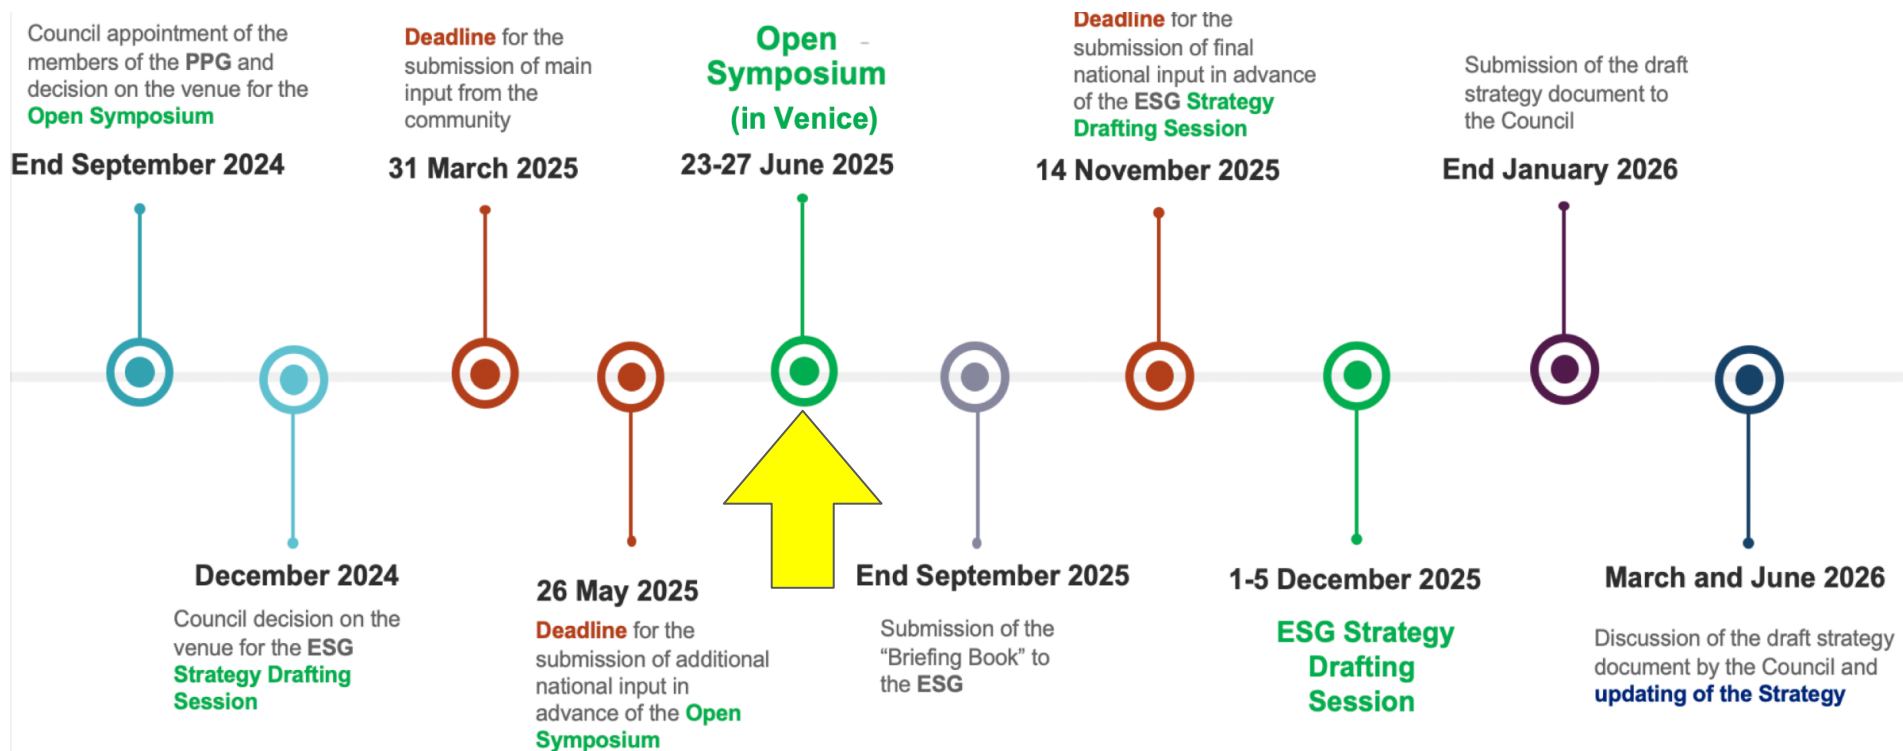 Council appointment of the
members of the PPG and
decision on the venue for the
Open Symposium
End September 2024
Deadline for the
submission of main
input from the
community
31 March 2025
Open
Symposium
(in Venice)
23-27 June 2025
Deadline for the
submission of final
national input in advance
of the ESG Strategy
Drafting Session
14 November 2025
Submission of the draft
strategy document to
the Council
End January 2026
December 2024
Council decision on the
venue for the ESG
Strategy Drafting
Session
26 May 2025
Deadline for the
submission of additional
national input in
advance of the Open
Symposium
End September 2025
Submission of the
“Briefing Book” to
the ESG
1-5 December 2025
ESG Strategy
Drafting
Session
March and June 2026
Discussion of the draft strategy
document by the Council and
updating of the Strategy